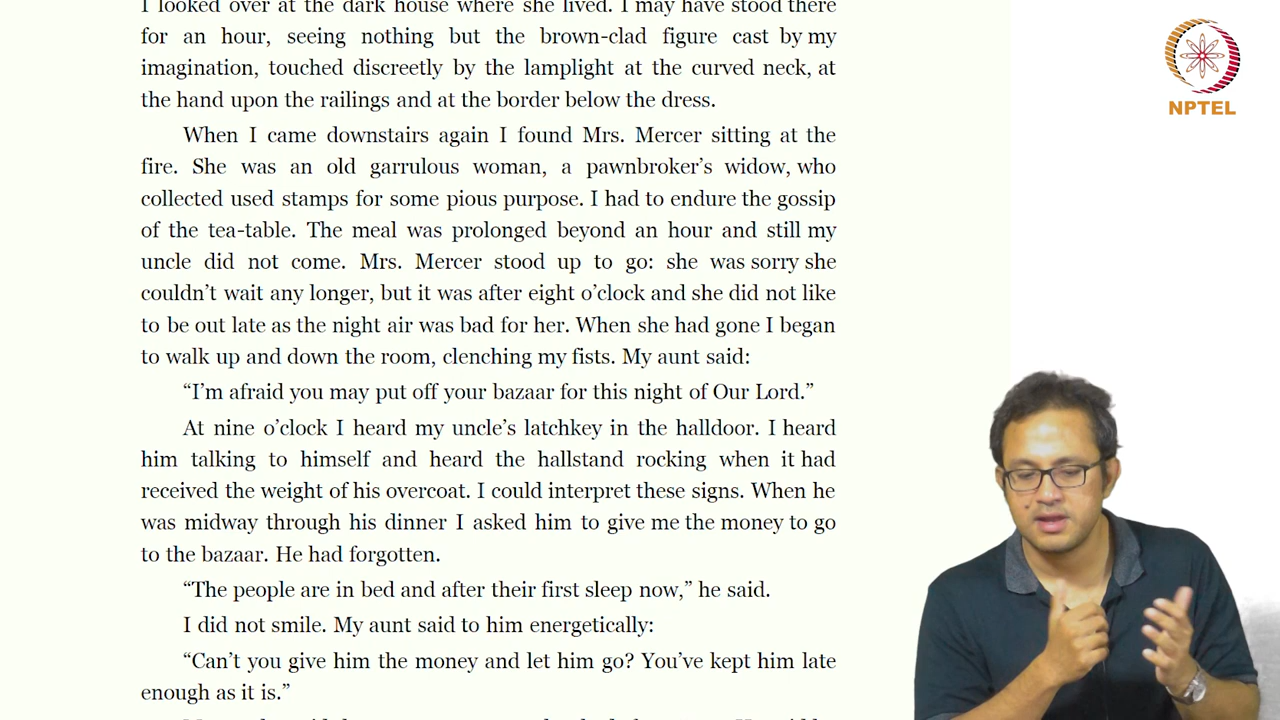 I looked over at the dark house where she lived. I may have stood there
for an hour, seeing nothing but the brown-clad figure cast by my
imagination, touched discreetly by the lamplight at the curved neck, at
the hand upon the railings and at the border below the dress.
When I came downstairs again I found Mrs. Mercer sitting at the
fire. She was an old garrulous woman, a pawnbroker’s widow, who
collected used stamps for some pious purpose. I had to endure the gossip
of the tea-table. The meal was prolonged beyond an hour and still my
uncle did not come. Mrs. Mercer stood up to go: she was sorry she
couldn’t wait any longer, but it was after eight o’clock and she did not like
to be out late as the night air was bad for her. When she had gone I began
to walk up and down the room, clenching my fists. My aunt said:
“I’m afraid you may put off your bazaar for this night of Our Lord.”
At nine o’clock I heard my uncle’s latchkey in the halldoor. I heard
him talking to himself and heard the hallstand rocking when it had
received the weight of his overcoat. I could interpret these signs. When he
was midway through his dinner I asked him to give me the money to go
to the bazaar. He had forgotten.
“The people are in bed and after their first sleep now,” he said.
I did not smile. My aunt said to him energetically:
“Can’t you give him the money and let him go? You’ve kept him late
enough as it is.”
NPTEL